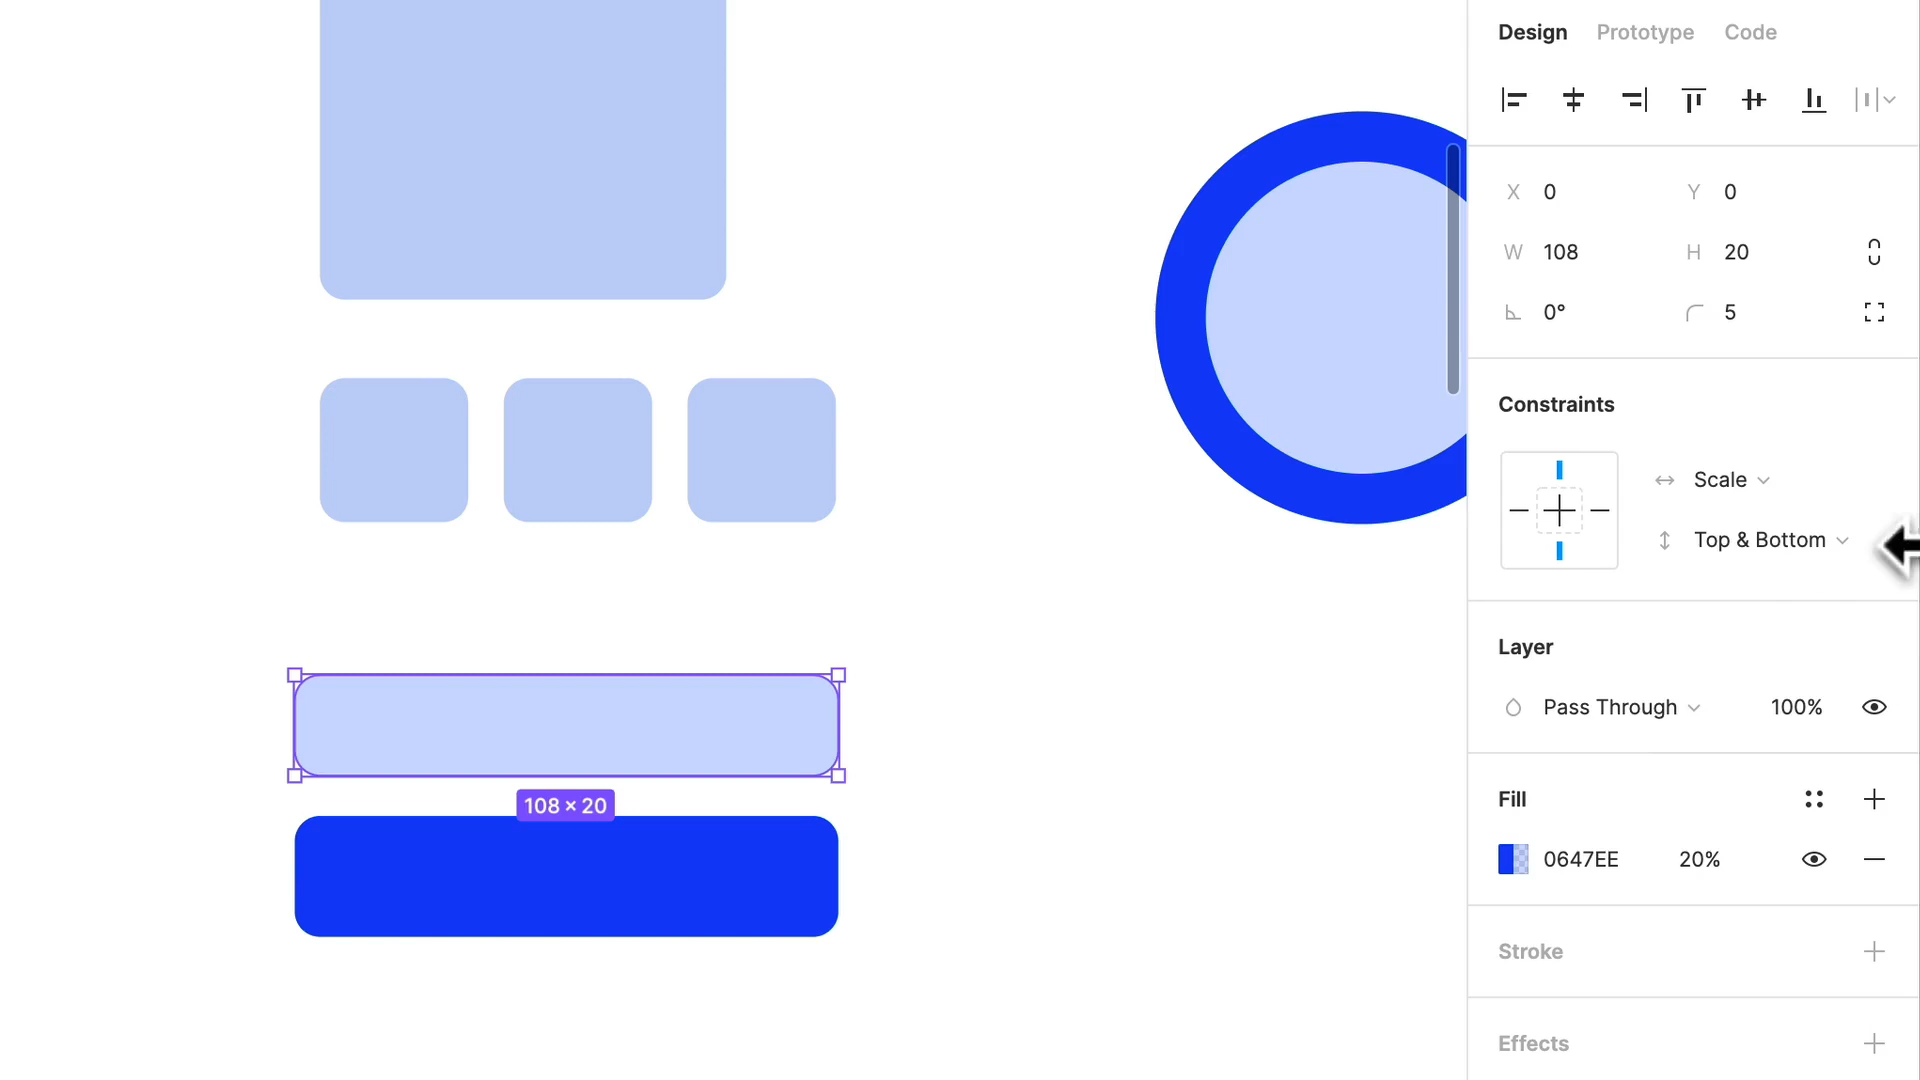 Design Prototype Code
X 0 Y 0
W 108 H 20
0° 5
Constraints
Scale
Top & Bottom
Layer
Pass Through 100%
108 × 20
Fill
0647EE 20%
Stroke
Effects